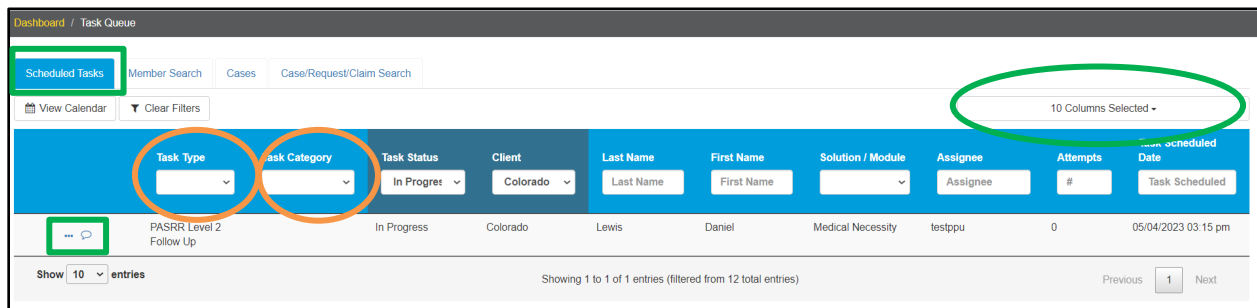 Dashboard / Task Queue
Scheduled Tasks Member Search Cases Case/Request/Claim Search
View Calendar Clear Filters 10 Columns Selected
Task Type Task Category Task Status Client Last Name First Name Solution / Module Assignee Attempts Task Scheduled Date
In Progres Colorado Last Name First Name Assignee # Task Scheduled
PASRR Level 2 Follow Up In Progress Colorado Lewis Daniel Medical Necessity testppu 0 05/04/2023 03:15 pm
Show 10 entries Showing 1 to 1 of 1 entries (filtered from 12 total entries) Previous 1 Next